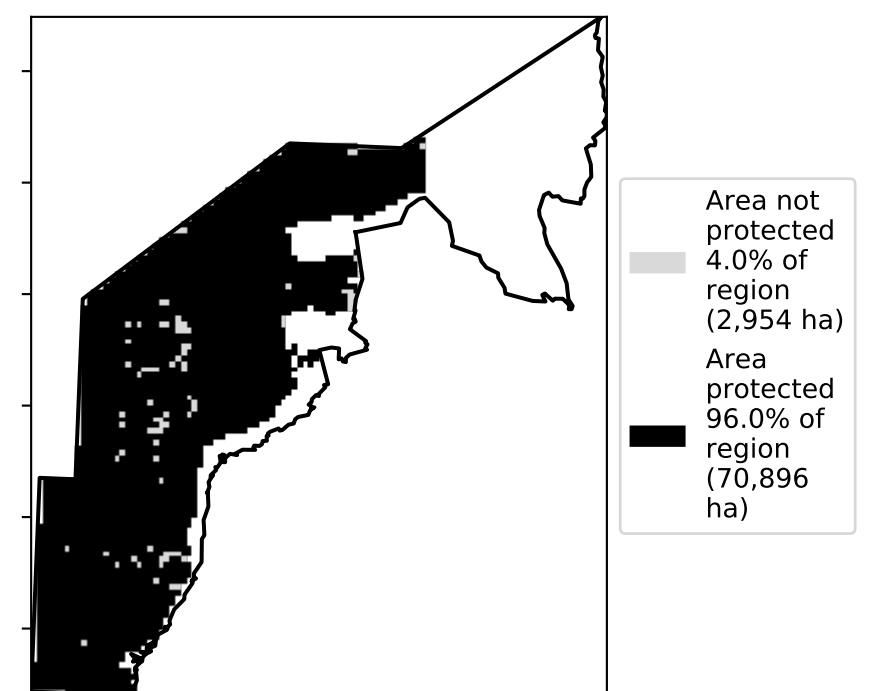 Area not
protected
4.0% of
region
(2,954 ha)
Area
protected
96.0% of
region
(70,896
ha)